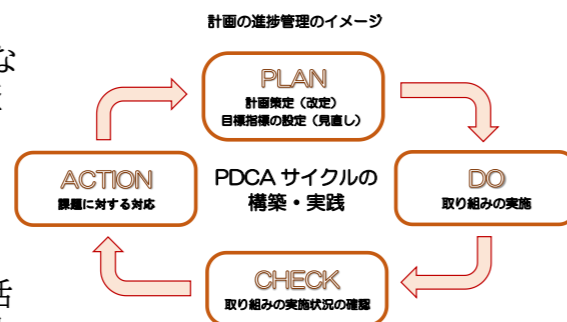 計画の進捗管理のイメージ
な
PLAN
計画策定（改定）
目標指標の設定（見直し）
ACTION
課題に対する対応
PDCA サイクルの
構築・実践
DO
取り組みの実施
CHECK
取り組みの実施状況の確認
活